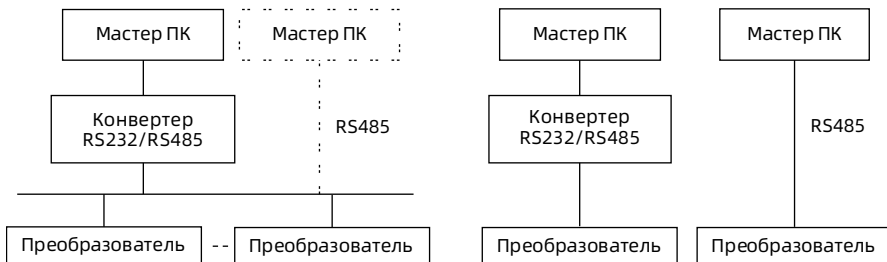 Мастер ПК
Мастер ПК
Мастер ПК
Мастер ПК
Конвертер
RS232/RS485
RS485
Конвертер
RS232/RS485
RS485
Преобразователь
Преобразователь
Преобразователь
Преобразователь